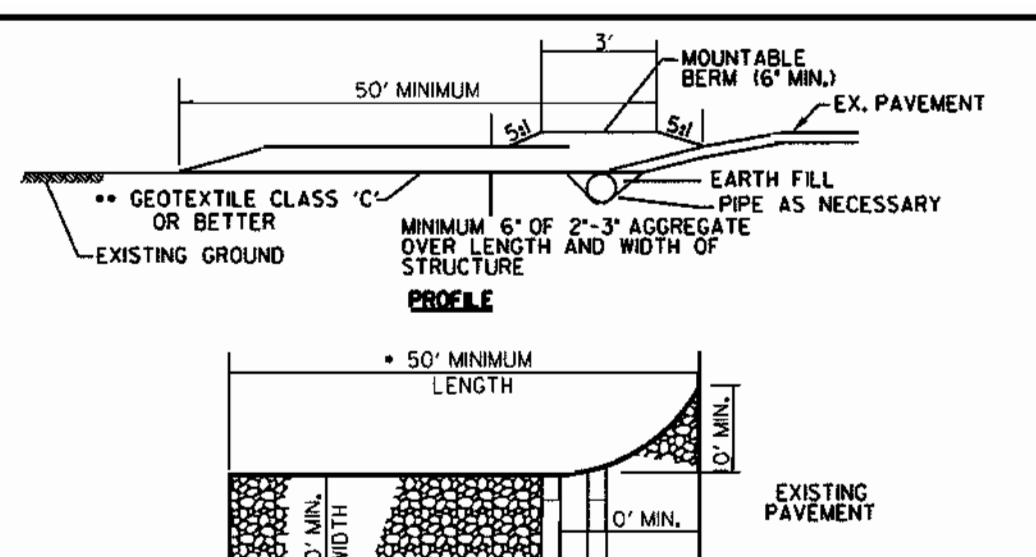 3'
MOUNTABLE
BERM (6" MIN.)
50' MINIMUM
EX. PAVEMENT
5:1
5:1
EARTH FILL
•• GEOTEXTILE CLASS 'C'
OR BETTER
PIPE AS NECESSARY
MINIMUM 6" OF 2"-3" AGGREGATE
OVER LENGTH AND WIDTH OF
STRUCTURE
EXISTING GROUND
PROFILE
• 50' MINIMUM
LENGTH
0' MIN.
EXISTING
PAVEMENT
0' MIN.
0' MIN.